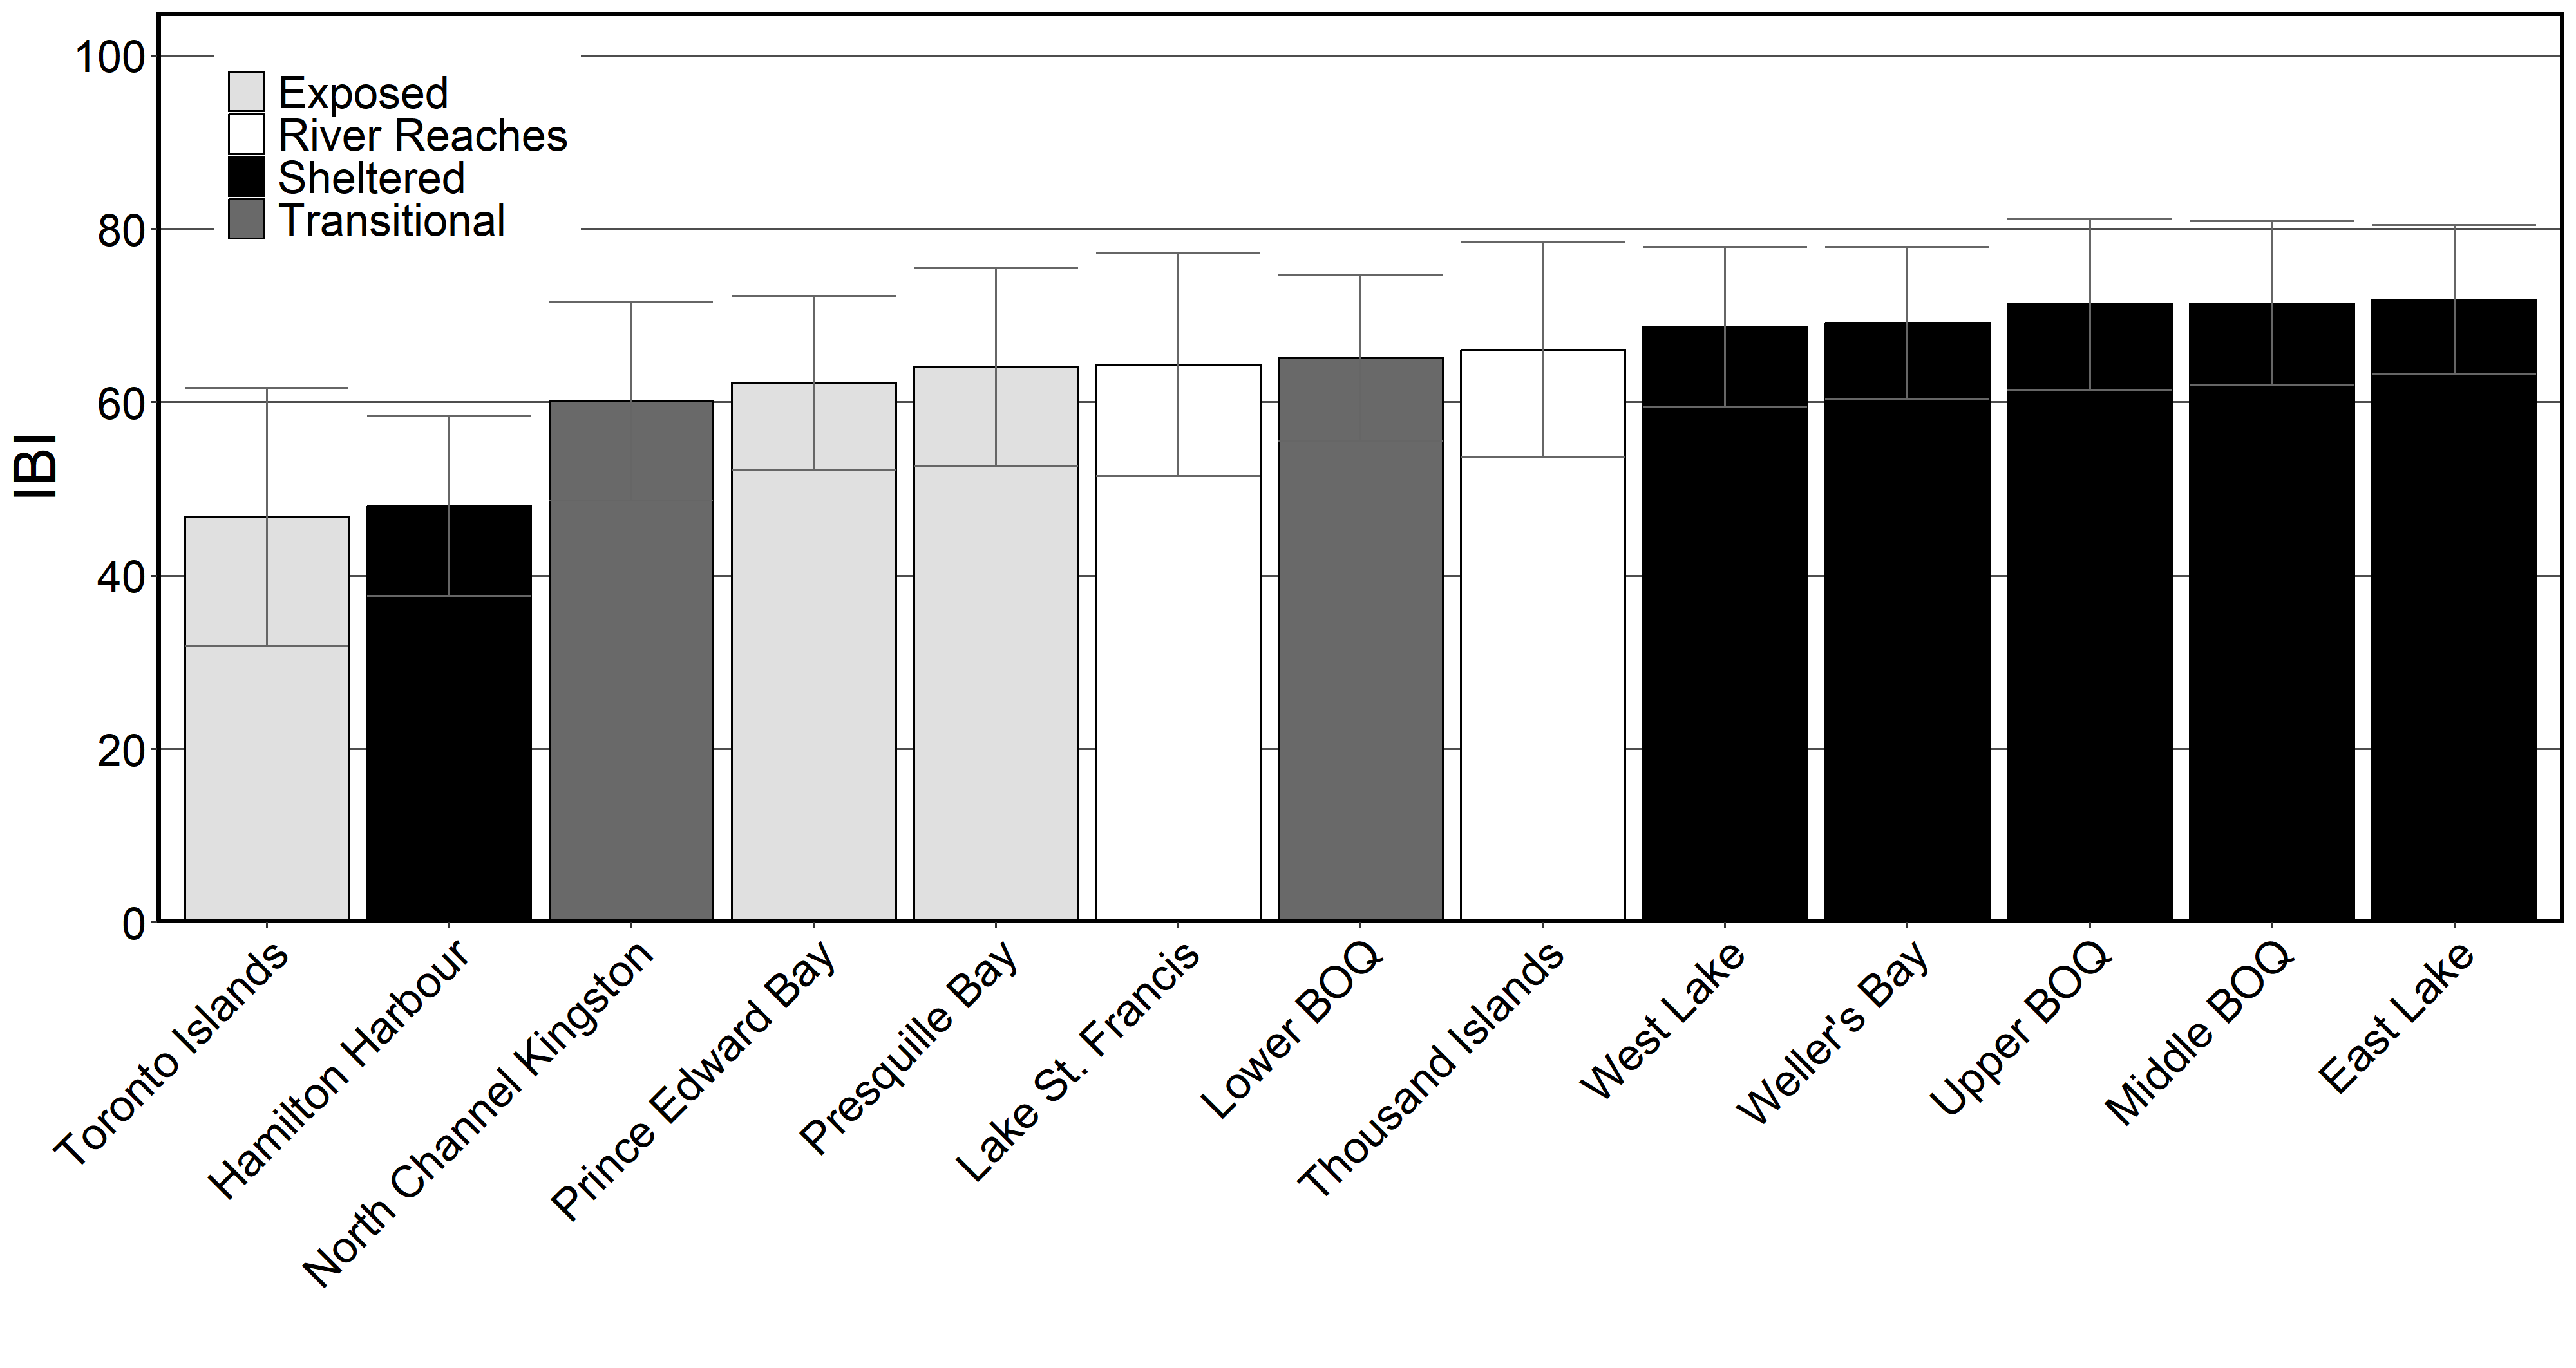 100
80
60
40
20
0
IBI
Exposed
River Reaches
Sheltered
Transitional
Toronto Islands
Hamilton Harbour
North Channel Kingston
Prince Edward Bay
Presquille Bay
Lake St. Francis
Lower BOQ
Thousand Islands
West Lake
Weller's Bay
Upper BOQ
Middle BOQ
East Lake